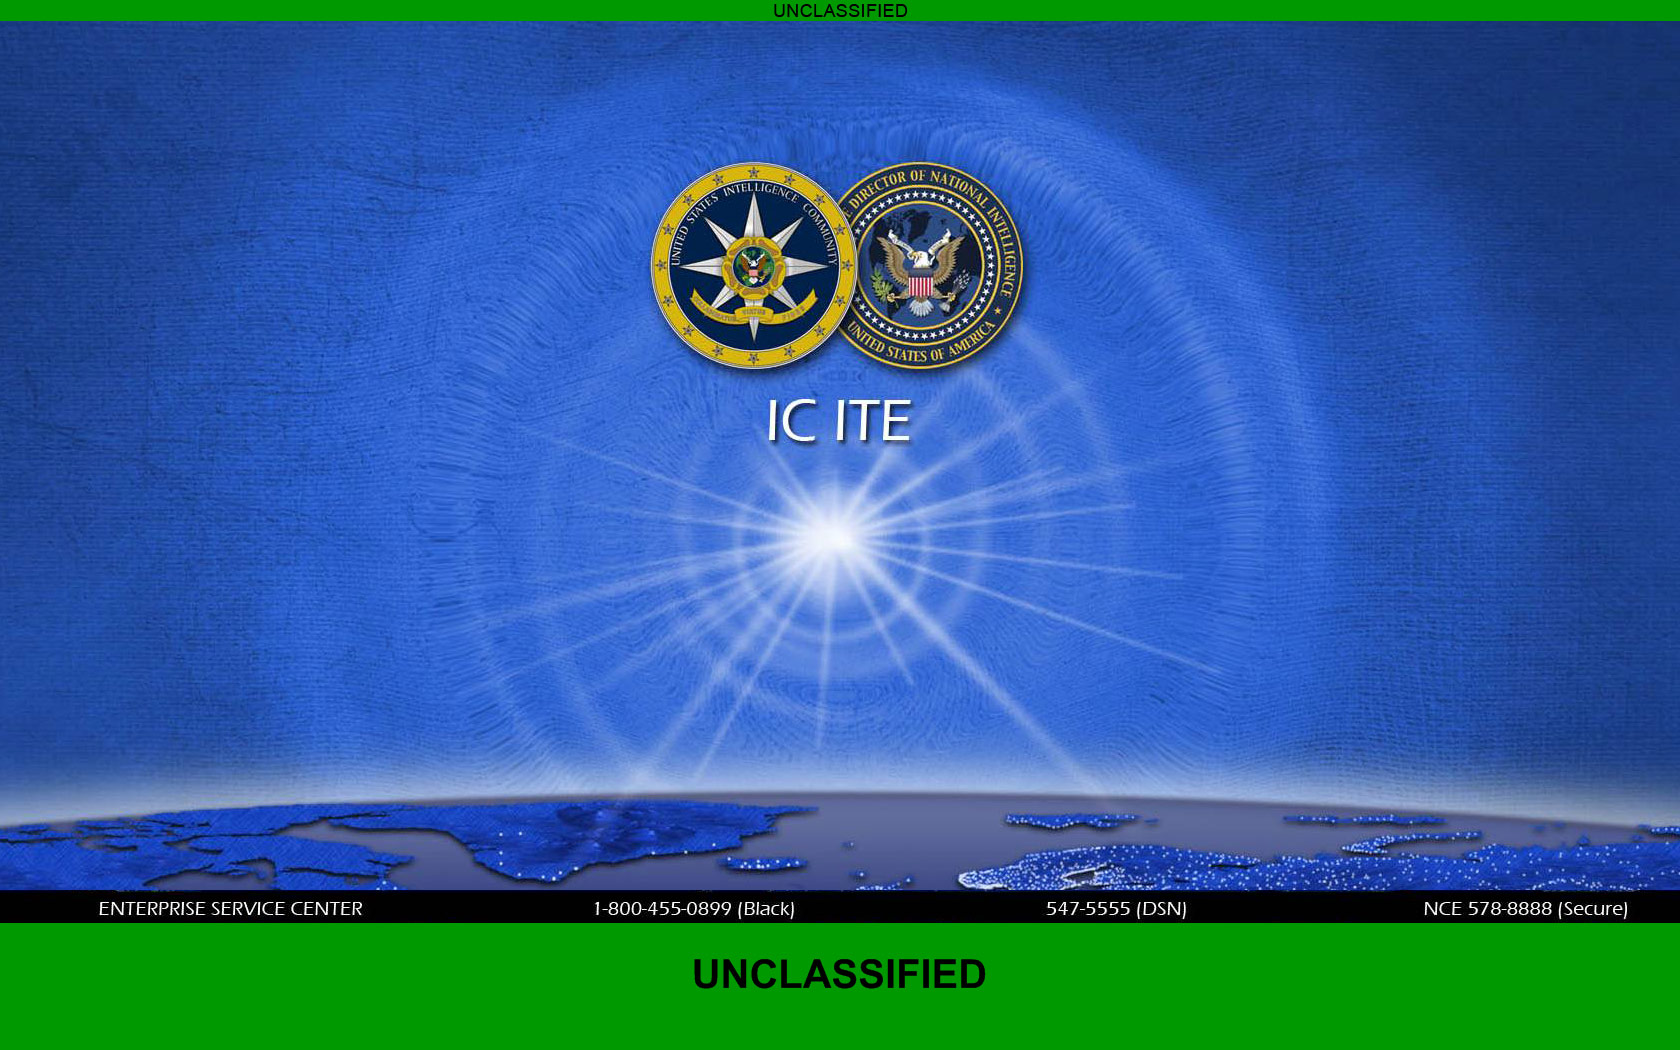 UNCLASSIFIED
UNITED STATES INTELLIGENCE COMMUNITY
DIRECTOR OF NATIONAL INTELLIGENCE
UNITED STATES OF AMERICA
IC ITE
ENTERPRISE SERVICE CENTER 1-800-455-0899 (Black) 547-5555 (DSN) NCE 578-8888 (Secure)
UNCLASSIFIED